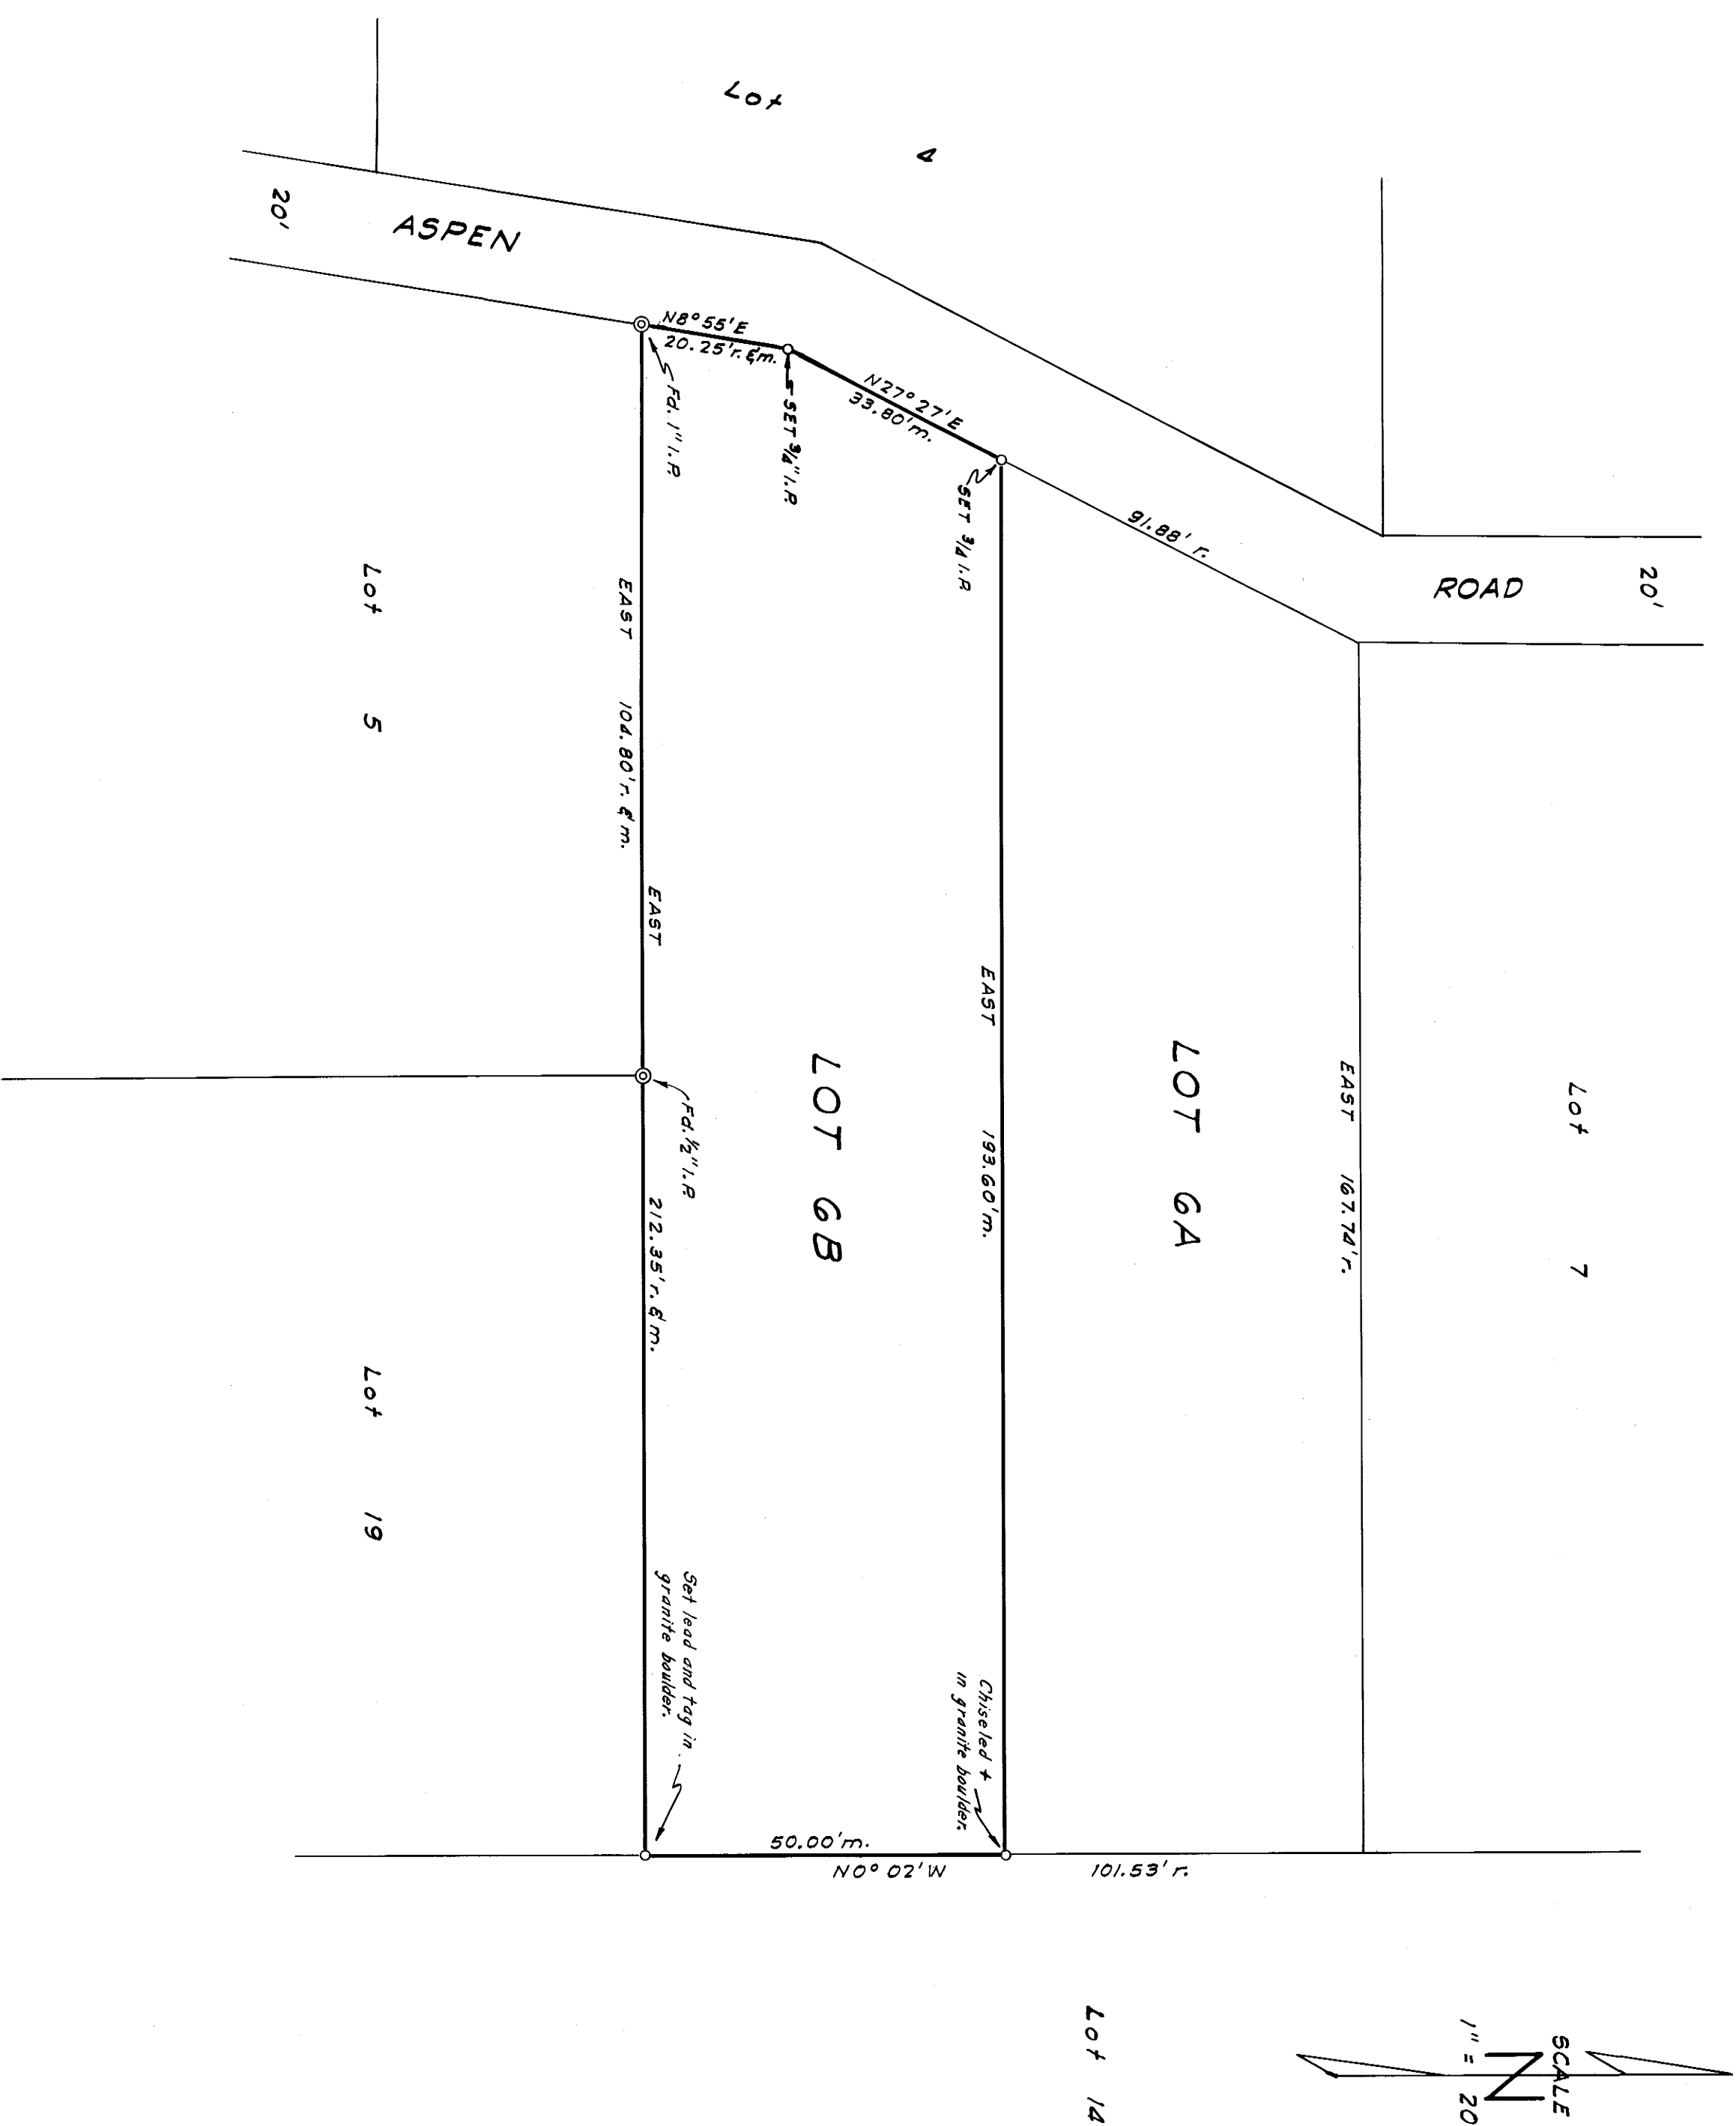 Lot 4
20'
ASPEN
ROAD
20'
N8°55'E
20.25'r.&m.
N27°27'E
33.80'm.
91.88' r.
Fd. 1" I.P.
SET 3/4" I.P.
SET 3/4 I.P.
Lot 7
EAST 167.74'r.
LOT 6A
EAST 193.60'm.
LOT 6B
EAST 212.35'r.&m.
EAST 104.80'r.&m.
Fd. 1/2" I.P.
Lot 5
Lot 19
Chiseled +
in granite boulder.
Set lead and tag in
granite boulder.
50.00'm.
N0°02'W
101.53'r.
Lot 14
SCALE
N
1" = 20